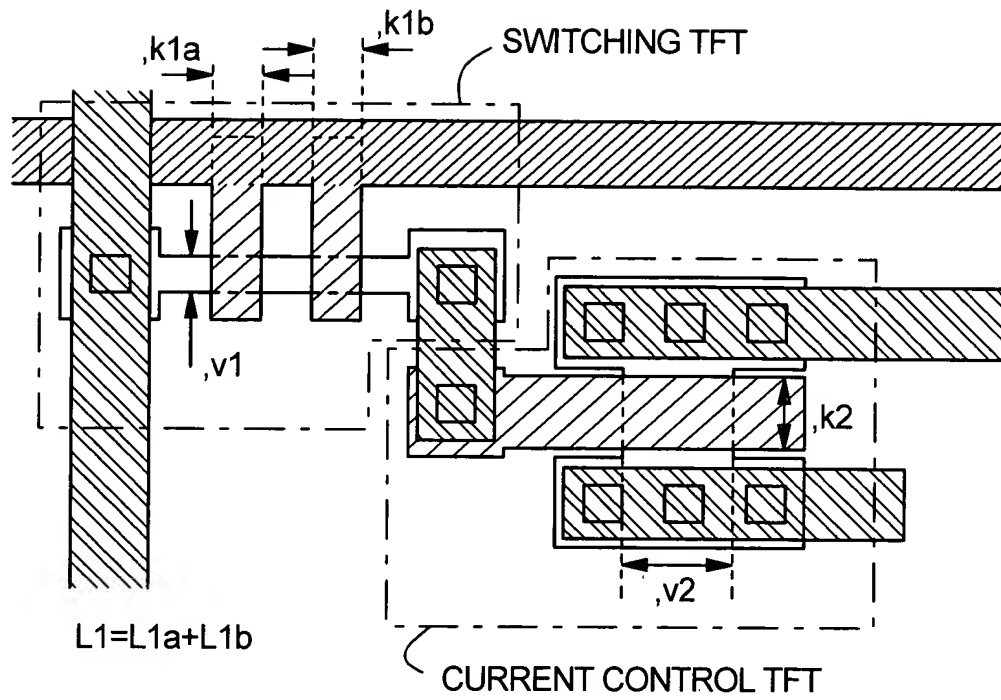 ,k1a
,k1b
SWITCHING TFT
,v1
,k2
,v2
L1=L1a+L1b
CURRENT CONTROL TFT